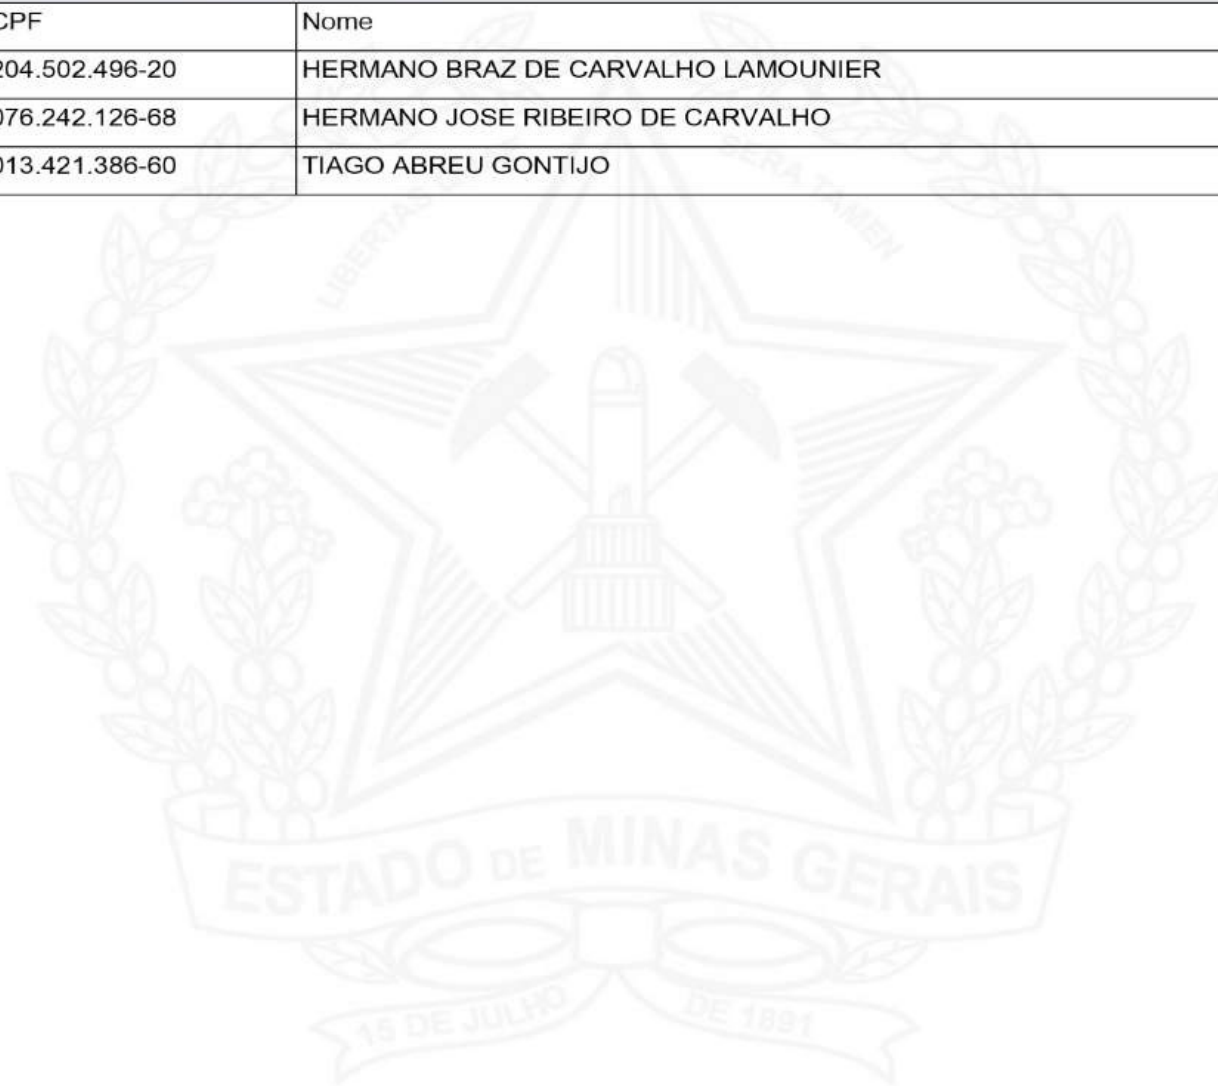 CPF Nome
204.502.496-20 HERMANO BRAZ DE CARVALHO LAMOUNIER
076.242.126-68 HERMANO JOSE RIBEIRO DE CARVALHO
013.421.386-60 TIAGO ABREU GONTIJO
LIBERTAS QUAE SERA TAMEN
ESTADO DE MINAS GERAIS
15 DE JULHO DE 1891